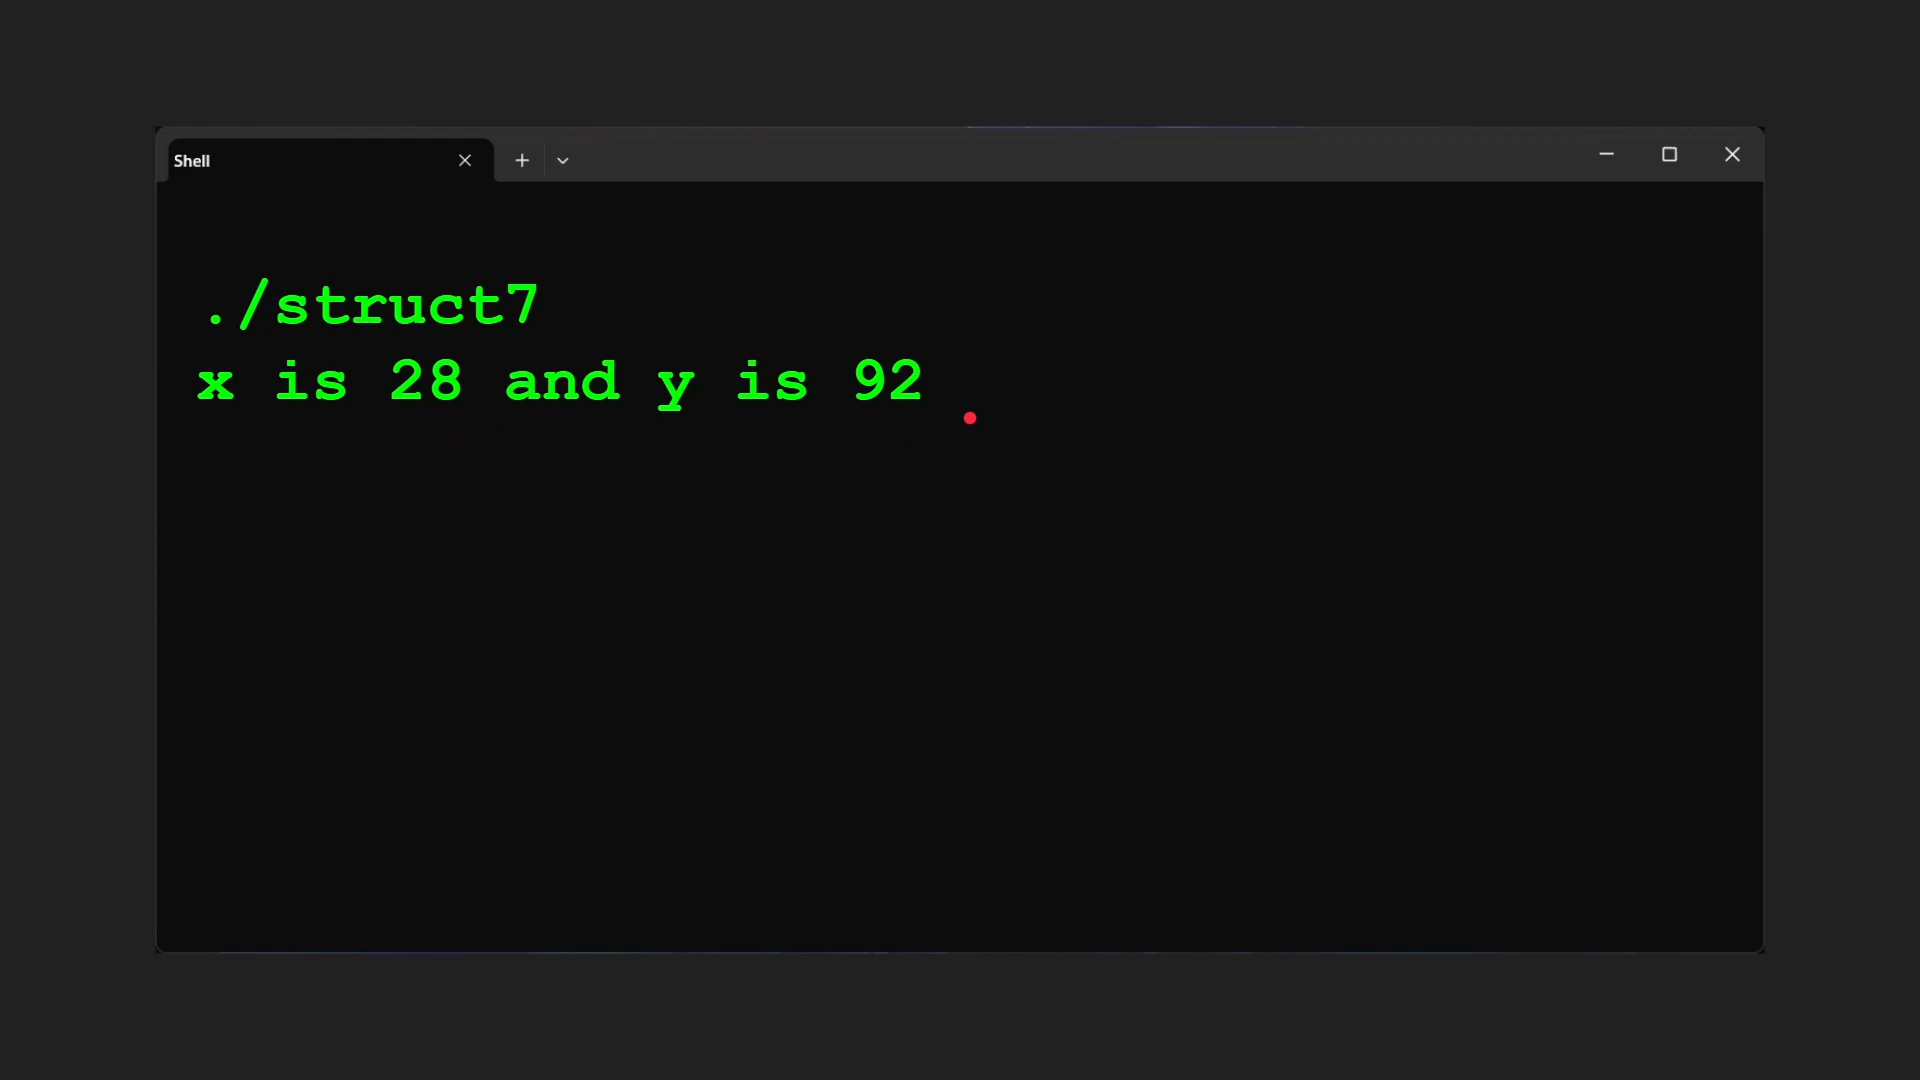 Shell
./struct7
x is 28 and y is 92